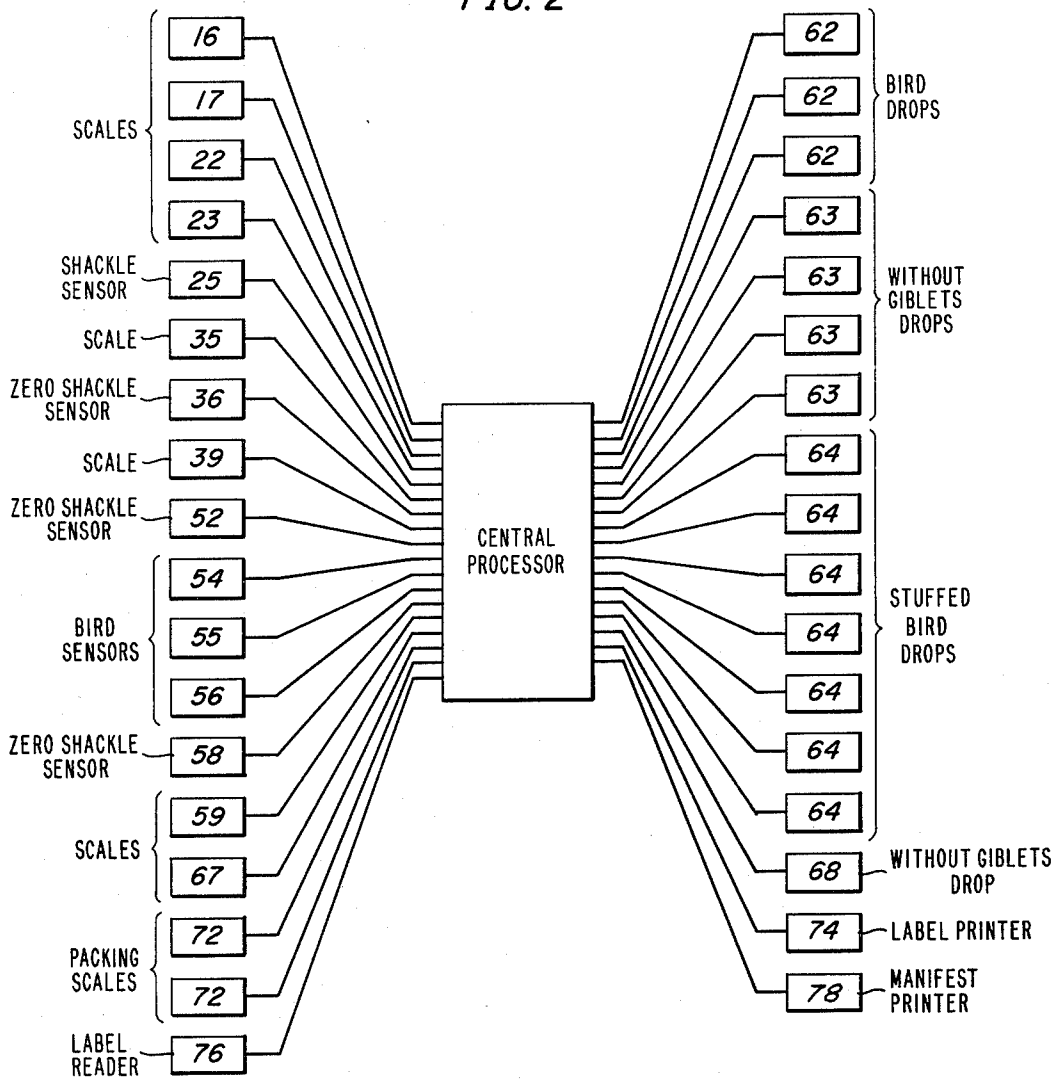 FIG. 2
16
17
SCALES
22
23
SHACKLE
SENSOR
25
SCALE
35
ZERO SHACKLE
SENSOR
36
SCALE
39
ZERO SHACKLE
SENSOR
52
54
BIRD
SENSORS
55
56
ZERO SHACKLE
SENSOR
58
59
SCALES
67
72
PACKING
SCALES
72
LABEL
READER
76
CENTRAL
PROCESSOR
62
62
BIRD
DROPS
62
63
63
WITHOUT
GIBLETS
DROPS
63
63
64
64
64
64
STUFFED
BIRD
DROPS
64
64
64
68
WITHOUT GIBLETS
DROP
74
LABEL PRINTER
78
MANIFEST
PRINTER